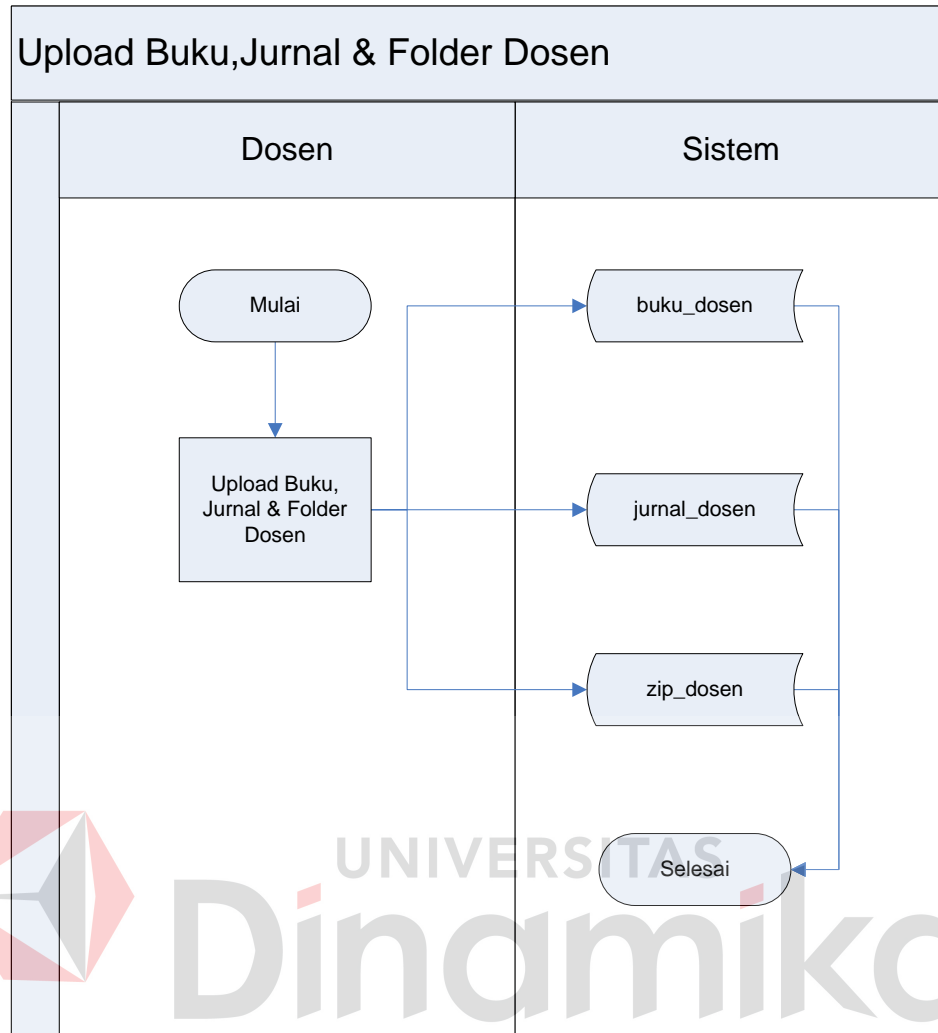 Upload Buku,Jurnal & Folder Dosen
Dosen
Sistem
Mulai
buku_dosen
Upload Buku,
Jurnal & Folder
Dosen
jurnal_dosen
zip_dosen
Selesai
UNIVERSITAS
Dinamika